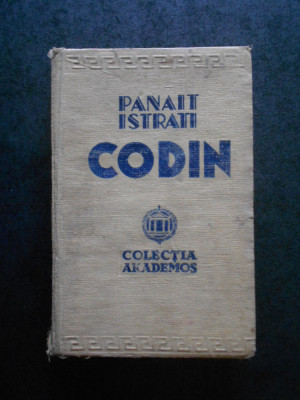 PANAIT
ISTRATI
CODIN
COLECȚIA
AKADEMOS